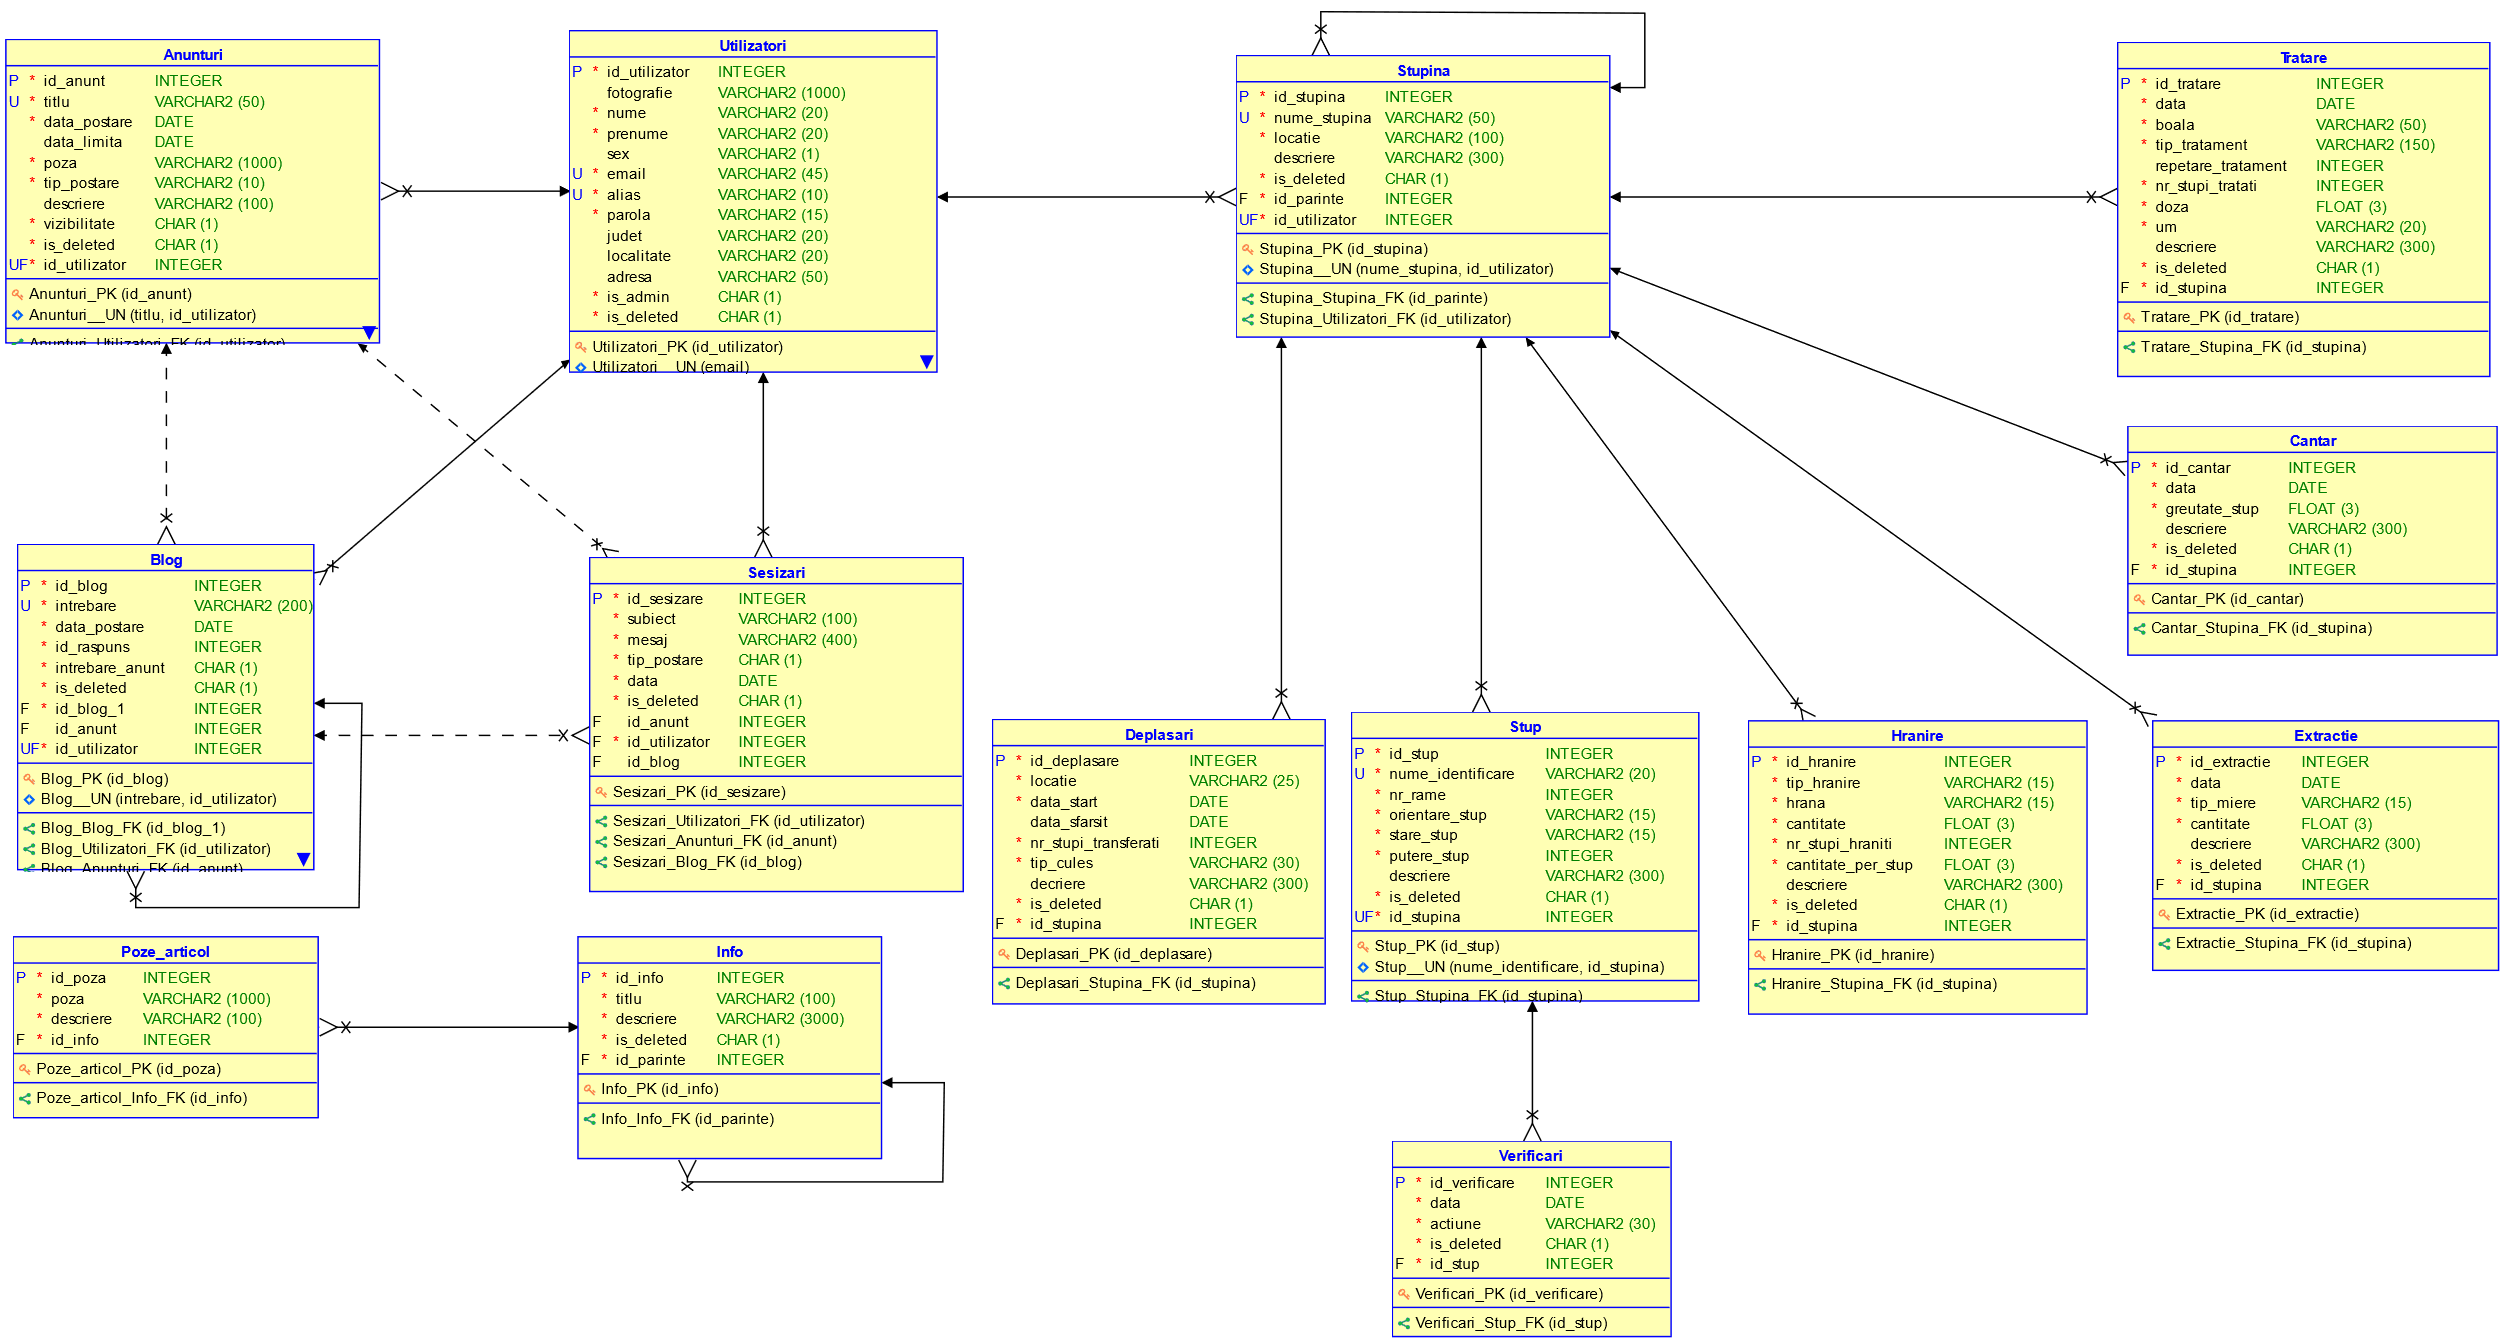 Anunturi
P * id_anunt INTEGER
U * titlu VARCHAR2 (50)
* data_postare DATE
data_limita DATE
* poza VARCHAR2 (1000)
* tip_postare VARCHAR2 (10)
descriere VARCHAR2 (100)
* vizibilitate CHAR (1)
* is_deleted CHAR (1)
UF* id_utilizator INTEGER
Anunturi_PK (id_anunt)
Anunturi__UN (titlu, id_utilizator)
Anunturi_Utilizatori_FK (id_utilizator)
Utilizatori
P * id_utilizator INTEGER
fotografie VARCHAR2 (1000)
* nume VARCHAR2 (20)
* prenume VARCHAR2 (20)
sex VARCHAR2 (1)
U * email VARCHAR2 (45)
U * alias VARCHAR2 (10)
* parola VARCHAR2 (15)
judet VARCHAR2 (20)
localitate VARCHAR2 (20)
adresa VARCHAR2 (50)
* is_admin CHAR (1)
* is_deleted CHAR (1)
Utilizatori_PK (id_utilizator)
Utilizatori__UN (email)
Stupina
P * id_stupina INTEGER
U * nume_stupina VARCHAR2 (50)
* locatie VARCHAR2 (100)
descriere VARCHAR2 (300)
* is_deleted CHAR (1)
F * id_parinte INTEGER
UF* id_utilizator INTEGER
Stupina_PK (id_stupina)
Stupina__UN (nume_stupina, id_utilizator)
Stupina_Stupina_FK (id_parinte)
Stupina_Utilizatori_FK (id_utilizator)
Tratare
P * id_tratare INTEGER
* data DATE
* boala VARCHAR2 (50)
* tip_tratament VARCHAR2 (150)
repetare_tratament INTEGER
* nr_stupi_tratati INTEGER
* doza FLOAT (3)
* um VARCHAR2 (20)
descriere VARCHAR2 (300)
* is_deleted CHAR (1)
F * id_stupina INTEGER
Tratare_PK (id_tratare)
Tratare_Stupina_FK (id_stupina)
Cantar
P * id_cantar INTEGER
* data DATE
* greutate_stup FLOAT (3)
descriere VARCHAR2 (300)
* is_deleted CHAR (1)
F * id_stupina INTEGER
Cantar_PK (id_cantar)
Cantar_Stupina_FK (id_stupina)
Blog
P * id_blog INTEGER
U * intrebare VARCHAR2 (200)
* data_postare DATE
* id_raspuns INTEGER
* intrebare_anunt CHAR (1)
* is_deleted CHAR (1)
F * id_blog_1 INTEGER
F id_anunt INTEGER
UF* id_utilizator INTEGER
Blog_PK (id_blog)
Blog__UN (intrebare, id_utilizator)
Blog_Blog_FK (id_blog_1)
Blog_Utilizatori_FK (id_utilizator)
Blog_Anunturi_FK (id_anunt)
Sesizari
P * id_sesizare INTEGER
* subiect VARCHAR2 (100)
* mesaj VARCHAR2 (400)
* tip_postare CHAR (1)
* data DATE
* is_deleted CHAR (1)
F id_anunt INTEGER
F * id_utilizator INTEGER
F id_blog INTEGER
Sesizari_PK (id_sesizare)
Sesizari_Utilizatori_FK (id_utilizator)
Sesizari_Anunturi_FK (id_anunt)
Sesizari_Blog_FK (id_blog)
Deplasari
P * id_deplasare INTEGER
* locatie VARCHAR2 (25)
* data_start DATE
data_sfarsit DATE
* nr_stupi_transferati INTEGER
* tip_cules VARCHAR2 (30)
decriere VARCHAR2 (300)
* is_deleted CHAR (1)
F * id_stupina INTEGER
Deplasari_PK (id_deplasare)
Deplasari_Stupina_FK (id_stupina)
Stup
P * id_stup INTEGER
U * nume_identificare VARCHAR2 (20)
* nr_rame INTEGER
* orientare_stup VARCHAR2 (15)
* stare_stup VARCHAR2 (15)
* putere_stup INTEGER
descriere VARCHAR2 (300)
* is_deleted CHAR (1)
UF* id_stupina INTEGER
Stup_PK (id_stup)
Stup__UN (nume_identificare, id_stupina)
Stup_Stupina_FK (id_stupina)
Hranire
P * id_hranire INTEGER
* tip_hranire VARCHAR2 (15)
* hrana VARCHAR2 (15)
* cantitate FLOAT (3)
* nr_stupi_hraniti INTEGER
* cantitate_per_stup FLOAT (3)
descriere VARCHAR2 (300)
* is_deleted CHAR (1)
F * id_stupina INTEGER
Hranire_PK (id_hranire)
Hranire_Stupina_FK (id_stupina)
Extractie
P * id_extractie INTEGER
* data DATE
* tip_miere VARCHAR2 (15)
* cantitate FLOAT (3)
descriere VARCHAR2 (300)
* is_deleted CHAR (1)
F * id_stupina INTEGER
Extractie_PK (id_extractie)
Extractie_Stupina_FK (id_stupina)
Poze_articol
P * id_poza INTEGER
* poza VARCHAR2 (1000)
* descriere VARCHAR2 (100)
F * id_info INTEGER
Poze_articol_PK (id_poza)
Poze_articol_Info_FK (id_info)
Info
P * id_info INTEGER
* titlu VARCHAR2 (100)
* descriere VARCHAR2 (3000)
* is_deleted CHAR (1)
F * id_parinte INTEGER
Info_PK (id_info)
Info_Info_FK (id_parinte)
Verificari
P * id_verificare INTEGER
* data DATE
* actiune VARCHAR2 (30)
* is_deleted CHAR (1)
F * id_stup INTEGER
Verificari_PK (id_verificare)
Verificari_Stup_FK (id_stup)